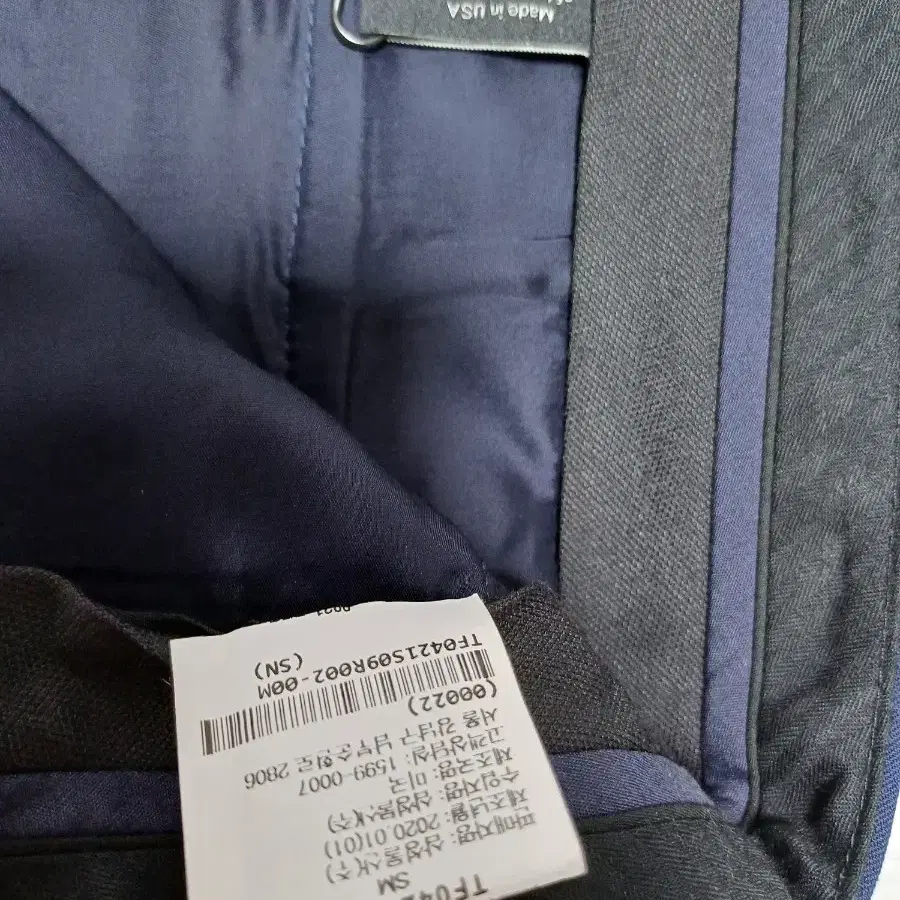 Made in USA
TF042
SM
판매자명: 삼성물산(주)
제조년월: 2020.01(01)
수입자명: 삼성물산(주)
제조국명: 미국
고객상담실: 1599-0007
서울 강남구 남부순환로 2806
(00022)
TF0421S09R002-00M
(SN)